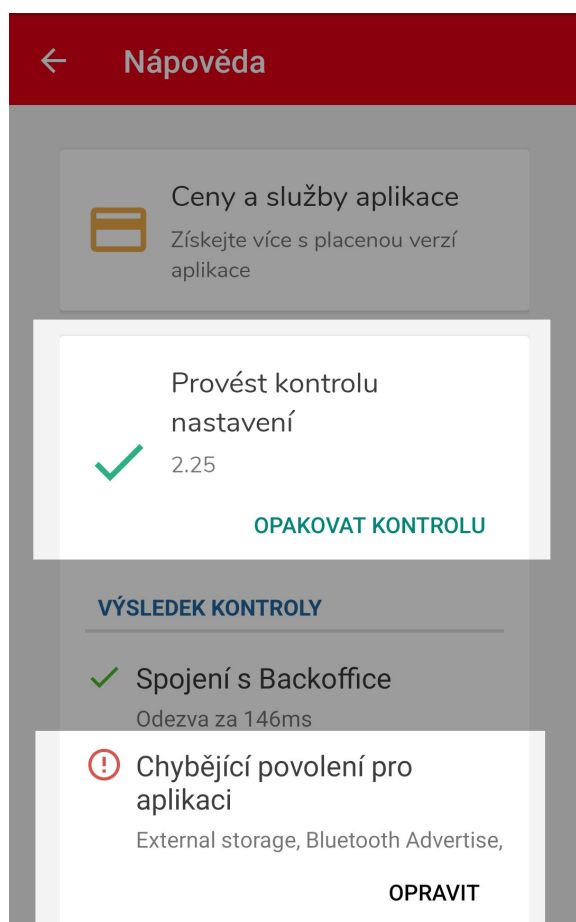 Nápověda
Ceny a služby aplikace
Získejte více s placenou verzí
aplikace
Provést kontrolu
nastavení
2.25
OPAKOVAT KONTROLU
VÝSLEDEK KONTROLY
Spojení s Backoffice
Odezva za 146ms
Chybějící povolení pro
aplikaci
External storage, Bluetooth Advertise,
OPRAVIT